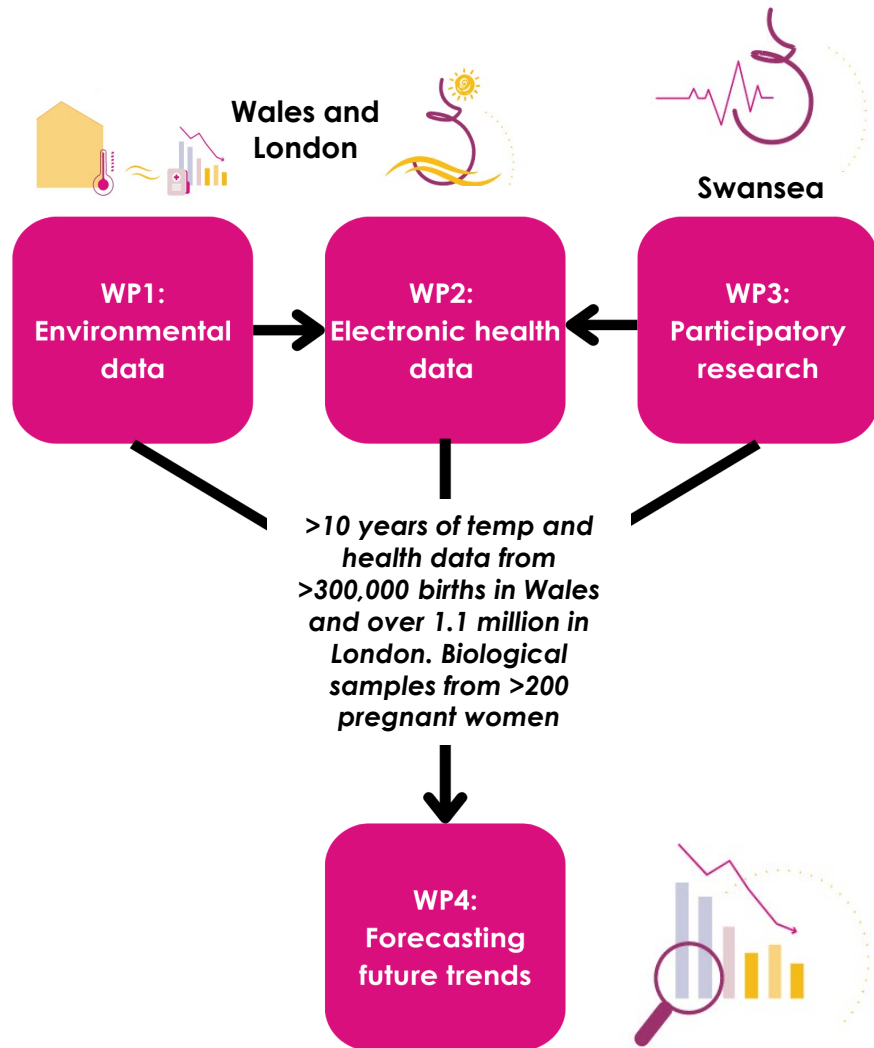 Wales and
London
Swansea
WP1:
Environmental
data
WP2:
Electronic health
data
WP3:
Participatory
research
>10 years of temp and
health data from
>300,000 births in Wales
and over 1.1 million in
London. Biological
samples from >200
pregnant women
WP4:
Forecasting
future trends